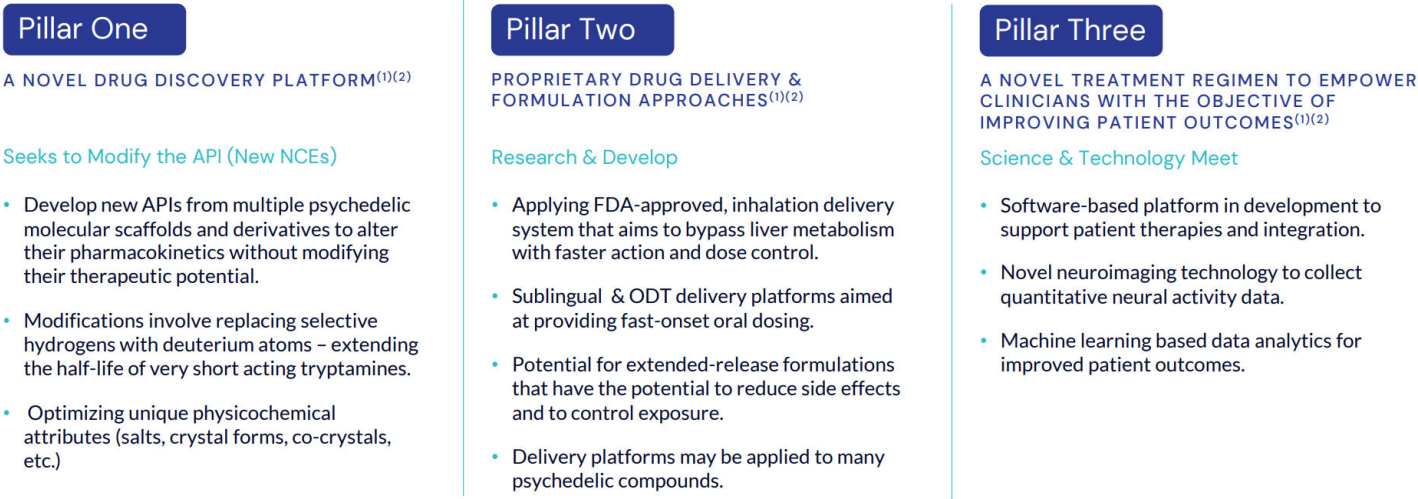 Pillar One
A NOVEL DRUG DISCOVERY PLATFORM(1)(2)
Seeks to Modify the API (New NCEs)
• Develop new APIs from multiple psychedelic
molecular scaffolds and derivatives to alter
their pharmacokinetics without modifying
their therapeutic potential.
• Modifications involve replacing selective
hydrogens with deuterium atoms – extending
the half-life of very short acting tryptamines.
• Optimizing unique physicochemical
attributes (salts, crystal forms, co-crystals,
etc.)
Pillar Two
PROPRIETARY DRUG DELIVERY &
FORMULATION APPROACHES(1)(2)
Research & Develop
• Applying FDA-approved, inhalation delivery
system that aims to bypass liver metabolism
with faster action and dose control.
• Sublingual & ODT delivery platforms aimed
at providing fast-onset oral dosing.
• Potential for extended-release formulations
that have the potential to reduce side effects
and to control exposure.
• Delivery platforms may be applied to many
psychedelic compounds.
Pillar Three
A NOVEL TREATMENT REGIMEN TO EMPOWER
CLINICIANS WITH THE OBJECTIVE OF
IMPROVING PATIENT OUTCOMES(1)(2)
Science & Technology Meet
• Software-based platform in development to
support patient therapies and integration.
• Novel neuroimaging technology to collect
quantitative neural activity data.
• Machine learning based data analytics for
improved patient outcomes.